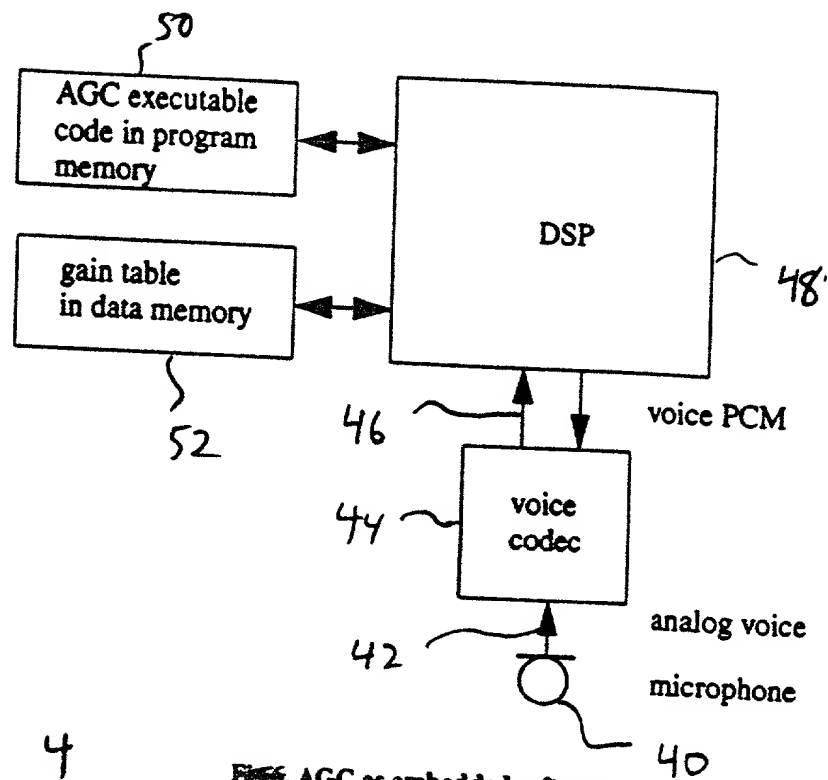 50
AGC executable
code in program
memory
DSP
gain table
in data memory
48
52
46
voice PCM
44
voice
codec
42
analog voice
microphone
40
4
AGC as embedded